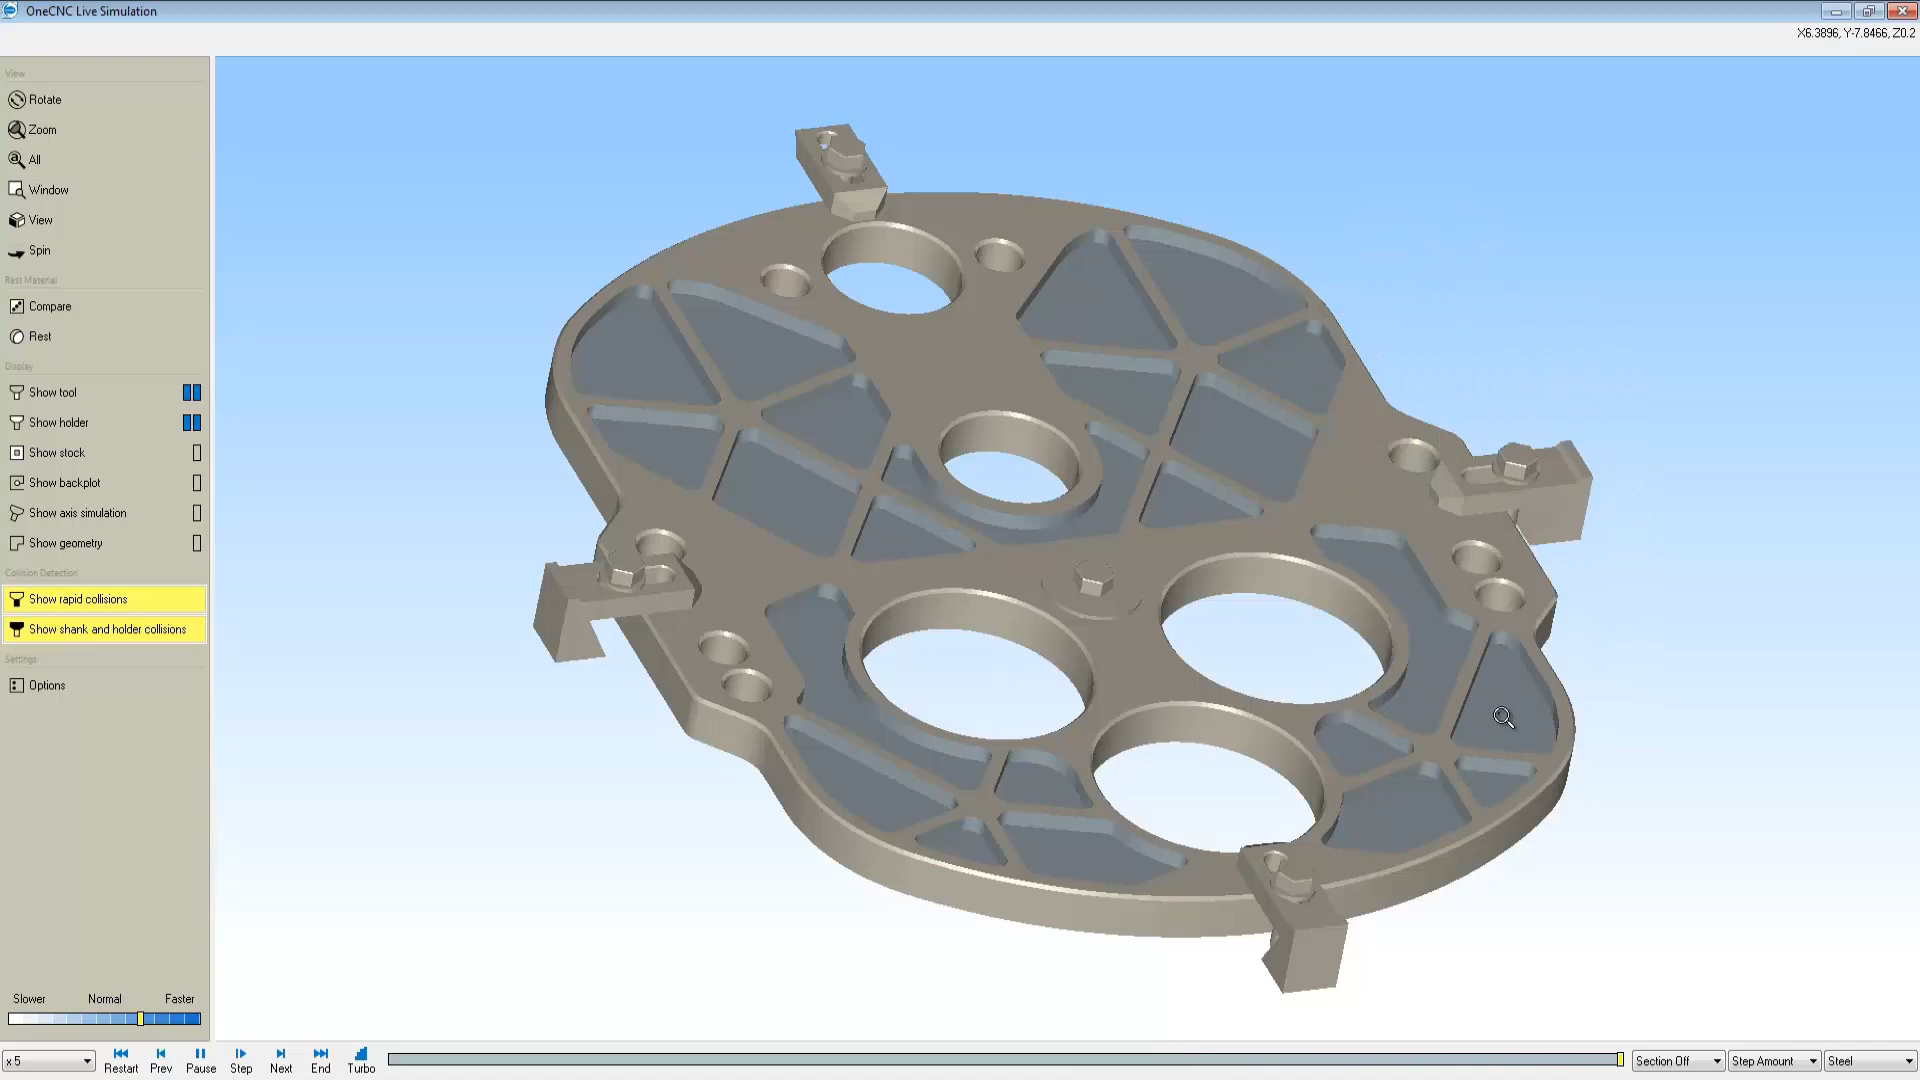 OneCNC Live Simulation
X6.3896, Y-7.8466, Z0.2
View
Rotate
Zoom
All
Window
View
Spin
Rest Material
Compare
Rest
Display
Show tool
Show holder
Show stock
Show backplot
Show axis simulation
Show geometry
Collision Detection
Show rapid collisions
Show shank and holder collisions
Settings
Options
Slower Normal Faster
x 5
Restart Prev Pause Step Next End Turbo
Section Off Step Amount Steel